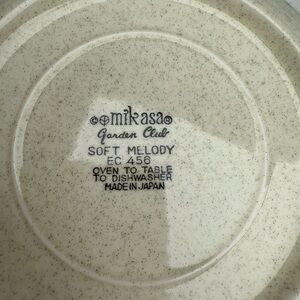 ©⊕mikasa®
Garden Club
SOFT MELODY
EC 456
OVEN TO TABLE
TO DISHWASHER
MADE IN JAPAN